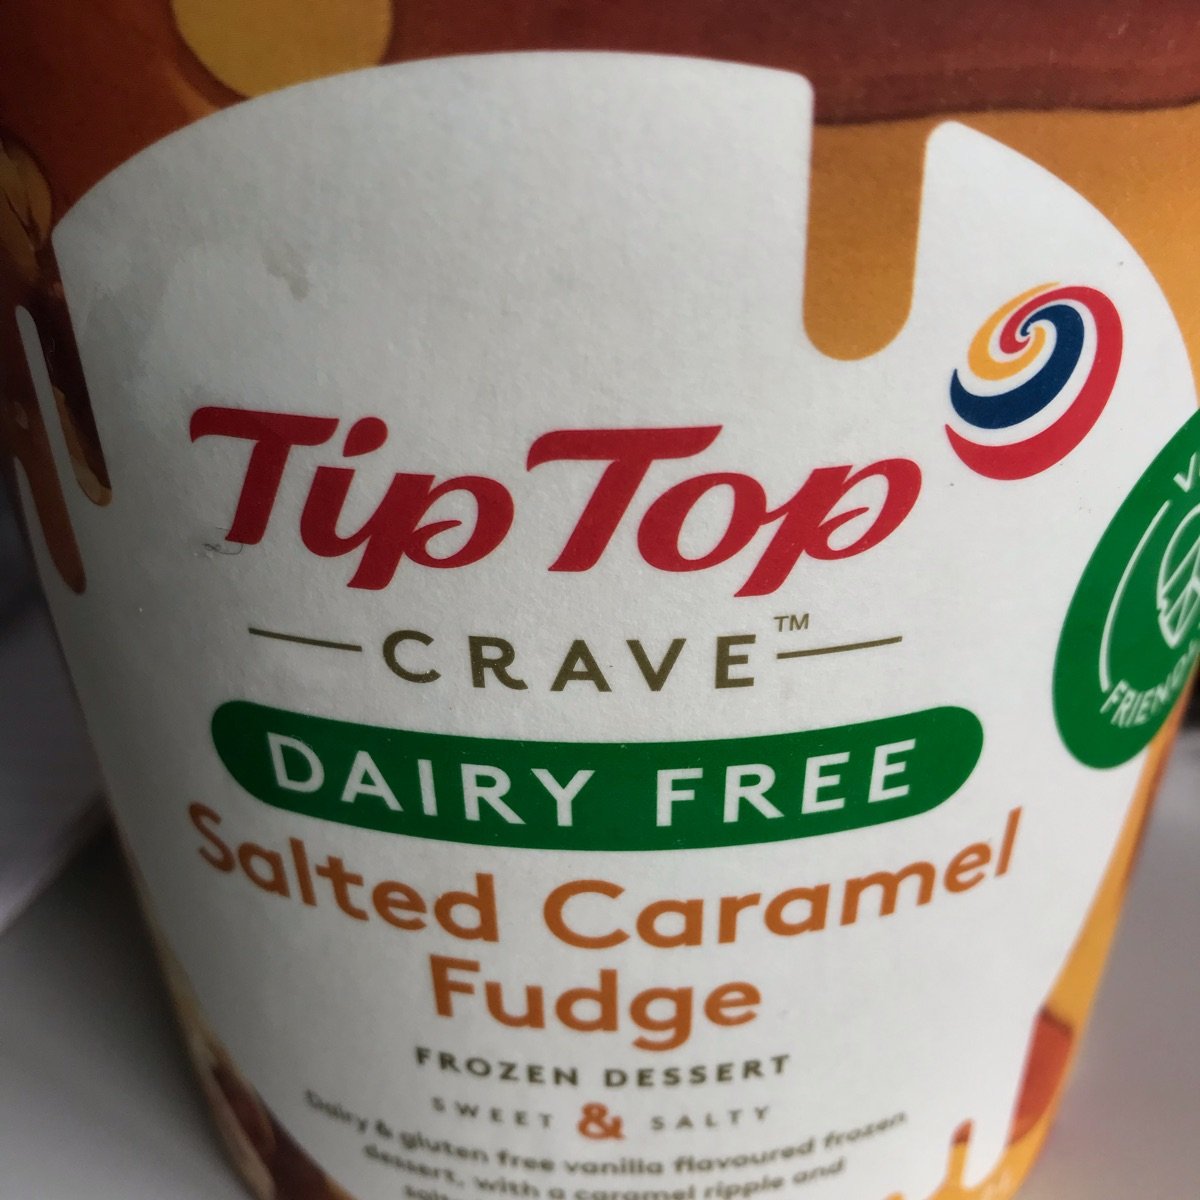 Tip Top
CRAVE™
DAIRY FREE
Salted Caramel
Fudge
FROZEN DESSERT
SWEET & SALTY
Dairy & gluten free vanilla flavoured frozen
dessert, with a caramel ripple and